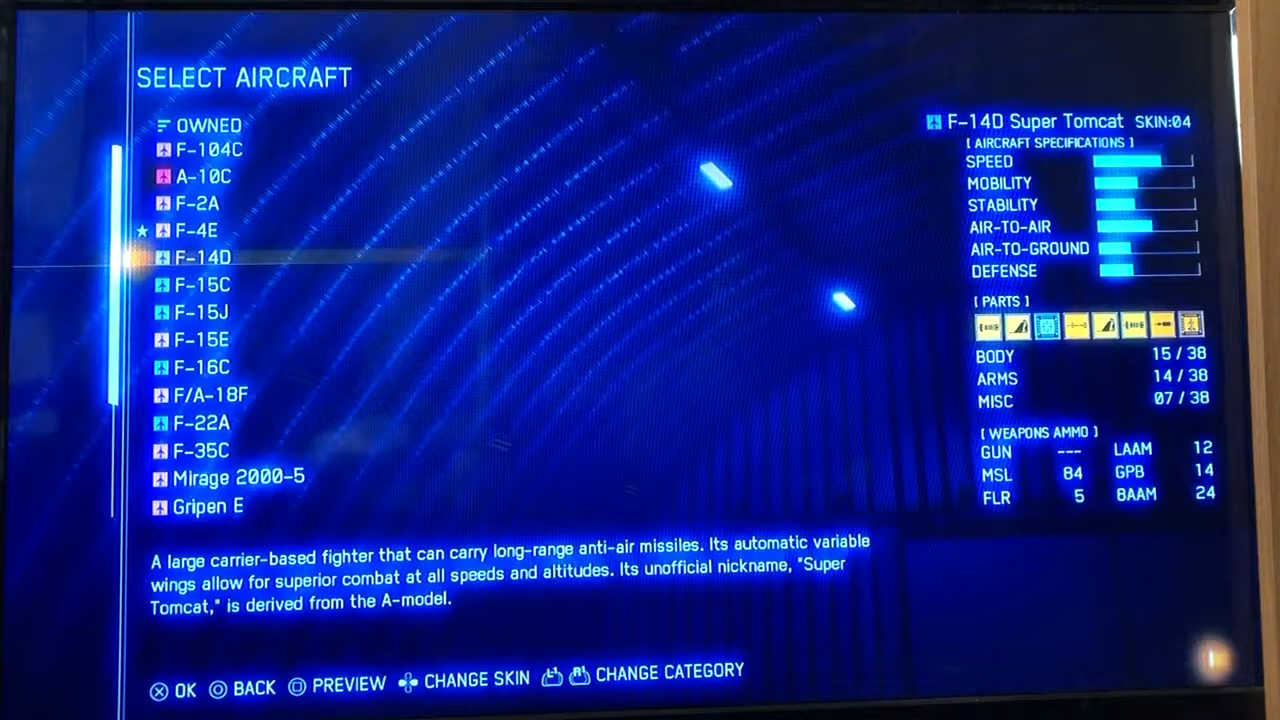 SELECT AIRCRAFT
OWNED
F-104C
A-10C
F-2A
F-4E
F-14D
F-15C
F-15J
F-15E
F-16C
F/A-18F
F-22A
F-35C
Mirage 2000-5
Gripen E
F-14D Super Tomcat SKIN:04
[ AIRCRAFT SPECIFICATIONS ]
SPEED
MOBILITY
STABILITY
AIR-TO-AIR
AIR-TO-GROUND
DEFENSE
[ PARTS ]
BODY 15 / 38
ARMS 14 / 38
MISC 07 / 38
[ WEAPONS AMMO ]
GUN --- LAAM 12
MSL 84 GPB 14
FLR 5 8AAM 24
A large carrier-based fighter that can carry long-range anti-air missiles. Its automatic variable
wings allow for superior combat at all speeds and altitudes. Its unofficial nickname, "Super
Tomcat," is derived from the A-model.
OK BACK PREVIEW CHANGE SKIN L1 R1 CHANGE CATEGORY